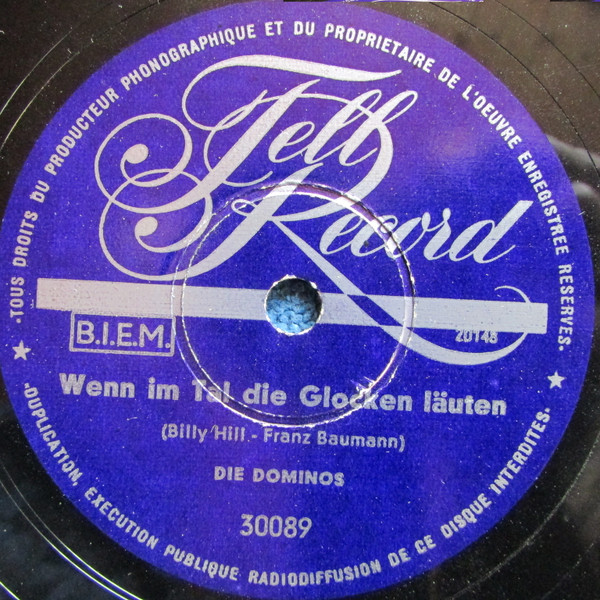 ·TOUS DROITS DU PRODUCTEUR PHONOGRAPHIQUE ET DU PROPRIETAIRE DE L'OEUVRE ENREGISTREE RESERVES·
Tell
Record
B.I.E.M.
20148
Wenn im Tal die Glocken läuten
(Billy Hill - Franz Baumann)
DIE DOMINOS
30089
·DUPLICATION, EXECUTION PUBLIQUE RADIODIFFUSION DE CE DISQUE INTERDITES·